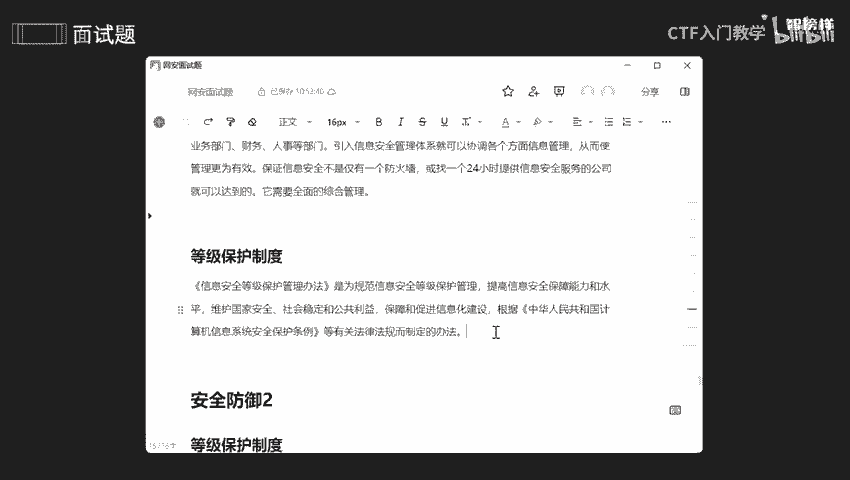 面试题
CTF入门教学
智榜样
bilibili
网安面试题
网安面试题
已保存 10:53:40
分享
正文
16px
B I S U
业务部门、财务、人事等部门。引入信息安全管理体系就可以协调各个方面信息管理，从而使
管理更为有效。保证信息安全不是仅有一个防火墙，或找一个24小时提供信息安全服务的公司
就可以达到的。它需要全面的综合管理。
等级保护制度
《信息安全等级保护管理办法》是为规范信息安全等级保护管理，提高信息安全保障能力和水
平，维护国家安全、社会稳定和公共利益，保障和促进信息化建设，根据《中华人民共和国计
算机信息系统安全保护条例》等有关法律法规而制定的办法。
安全防御2
等级保护制度